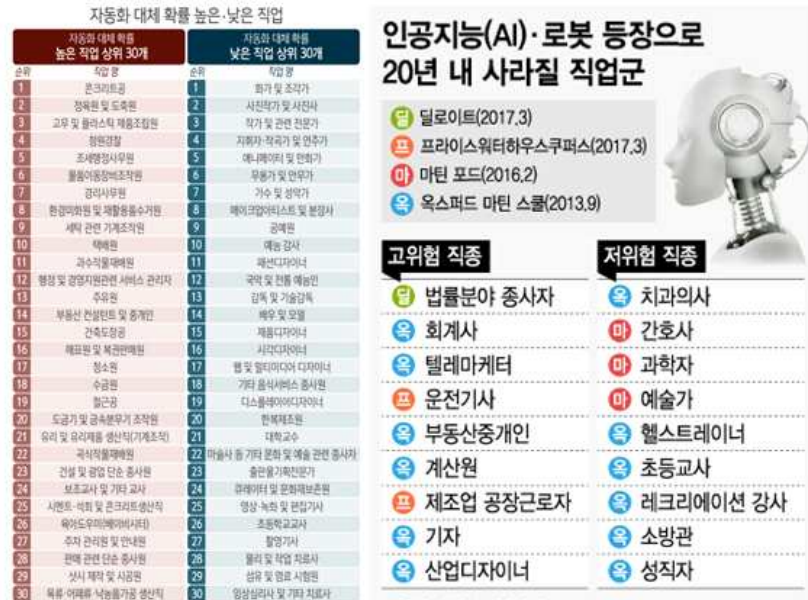 자동화 대체 확률 높은·낮은 직업
자동화 대체 확률
높은 직업 상위 30개
순위 직업 명
1 콘크리트공
2 정육원 및 도축원
3 고무 및 플라스틱 제품조립원
4 청원경찰
5 조세행정사무원
6 물품이동장비조작원
7 경리사무원
8 환경미화원 및 재활용품수거원
9 세탁 관련 기계조작원
10 택배원
11 과수작물재배원
12 행정 및 경영지원관련 서비스 관리자
13 주유원
14 부동산 컨설턴트 및 중개인
15 건축도장공
16 매표원 및 복권판매원
17 청소원
18 수금원
19 철근공
20 도금기 및 금속분무기 조작원
21 유리 및 유리제품 생산직(기계조작)
22 곡식작물재배원
23 건설 및 광업 단순 종사원
24 보조교사 및 기타 교사
25 시멘트·석회 및 콘크리트생산직
26 육아도우미(베이비시터)
27 주차 관리원 및 안내원
28 판매 관련 단순 종사원
29 샷시 제작 및 시공원
30 육류·어패류·낙농품가공 생산직
자동화 대체 확률
낮은 직업 상위 30개
순위 직업 명
1 화가 및 조각가
2 사진작가 및 사진사
3 작가 및 관련 전문가
4 지휘자·작곡가 및 연주가
5 애니메이터 및 만화가
6 무용가 및 안무가
7 가수 및 성악가
8 메이크업아티스트 및 분장사
9 공예원
10 예능 강사
11 패션디자이너
12 국악 및 전통 예능인
13 감독 및 기술감독
14 배우 및 모델
15 제품디자이너
16 시각디자이너
17 웹 및 멀티미디어 디자이너
18 기타 음식서비스 종사원
19 디스플레이어디자이너
20 한복제조원
21 대학교수
22 마술사 등 기타 문화 및 예술 관련 종사자
23 출판물기획전문가
24 큐레이터 및 문화재보존원
25 영상·녹화 및 편집기사
26 초등학교교사
27 촬영기사
28 물리 및 작업 치료사
29 섬유 및 염료 시험원
30 임상심리사 및 기타 치료사
인공지능(AI)·로봇 등장으로
20년 내 사라질 직업군
딜 딜로이트(2017.3)
프 프라이스워터하우스쿠퍼스(2017.3)
마 마틴 포드(2016.2)
옥 옥스퍼드 마틴 스쿨(2013.9)
고위험 직종
딜 법률분야 종사자
옥 회계사
옥 텔레마케터
프 운전기사
옥 부동산중개인
옥 계산원
프 제조업 공장근로자
옥 기자
옥 산업디자이너
저위험 직종
옥 치과의사
마 간호사
마 과학자
마 예술가
옥 헬스트레이너
옥 초등교사
옥 레크리에이션 강사
옥 소방관
옥 성직자